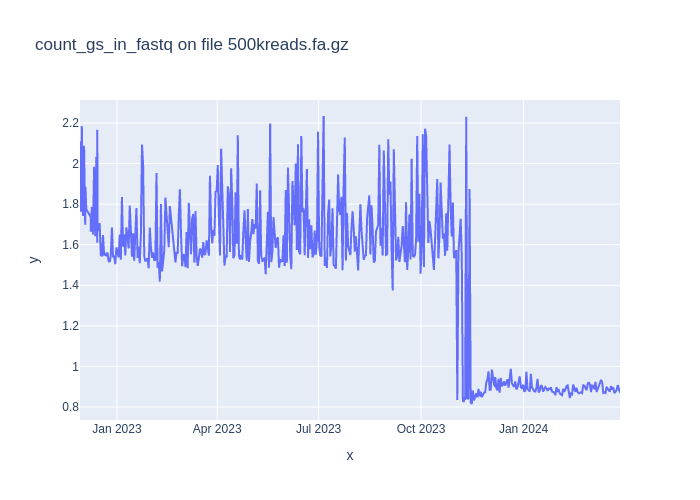 count_gs_in_fastq on file 500kreads.fa.gz
2.2
2
1.8
1.6
1.4
1.2
1
0.8
y
Jan 2023 Apr 2023 Jul 2023 Oct 2023 Jan 2024
x